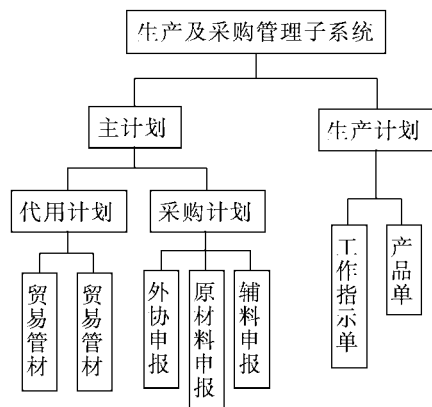 生产及采购管理子系统
主计划
生产计划
代用计划
采购计划
贸易管材
贸易管材
外协申报
原材料申报
辅料申报
工作指示单
产品单